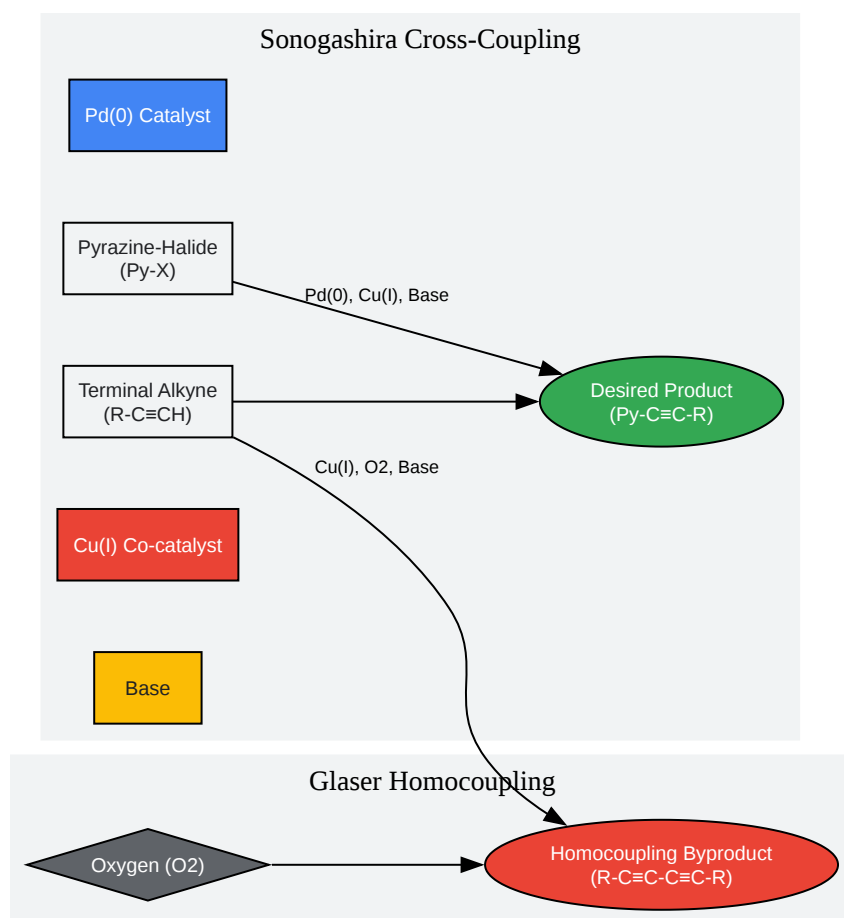 Sonogashira Cross-Coupling
Pd(0) Catalyst
Pyrazine-Halide
(Py-X)
Pd(0), Cu(I), Base
Terminal Alkyne
(R-C≡CH)
Desired Product
(Py-C≡C-R)
Cu(I), O2, Base
Cu(I) Co-catalyst
Base
Glaser Homocoupling
Oxygen (O2)
Homocoupling Byproduct
(R-C≡C-C≡C-R)